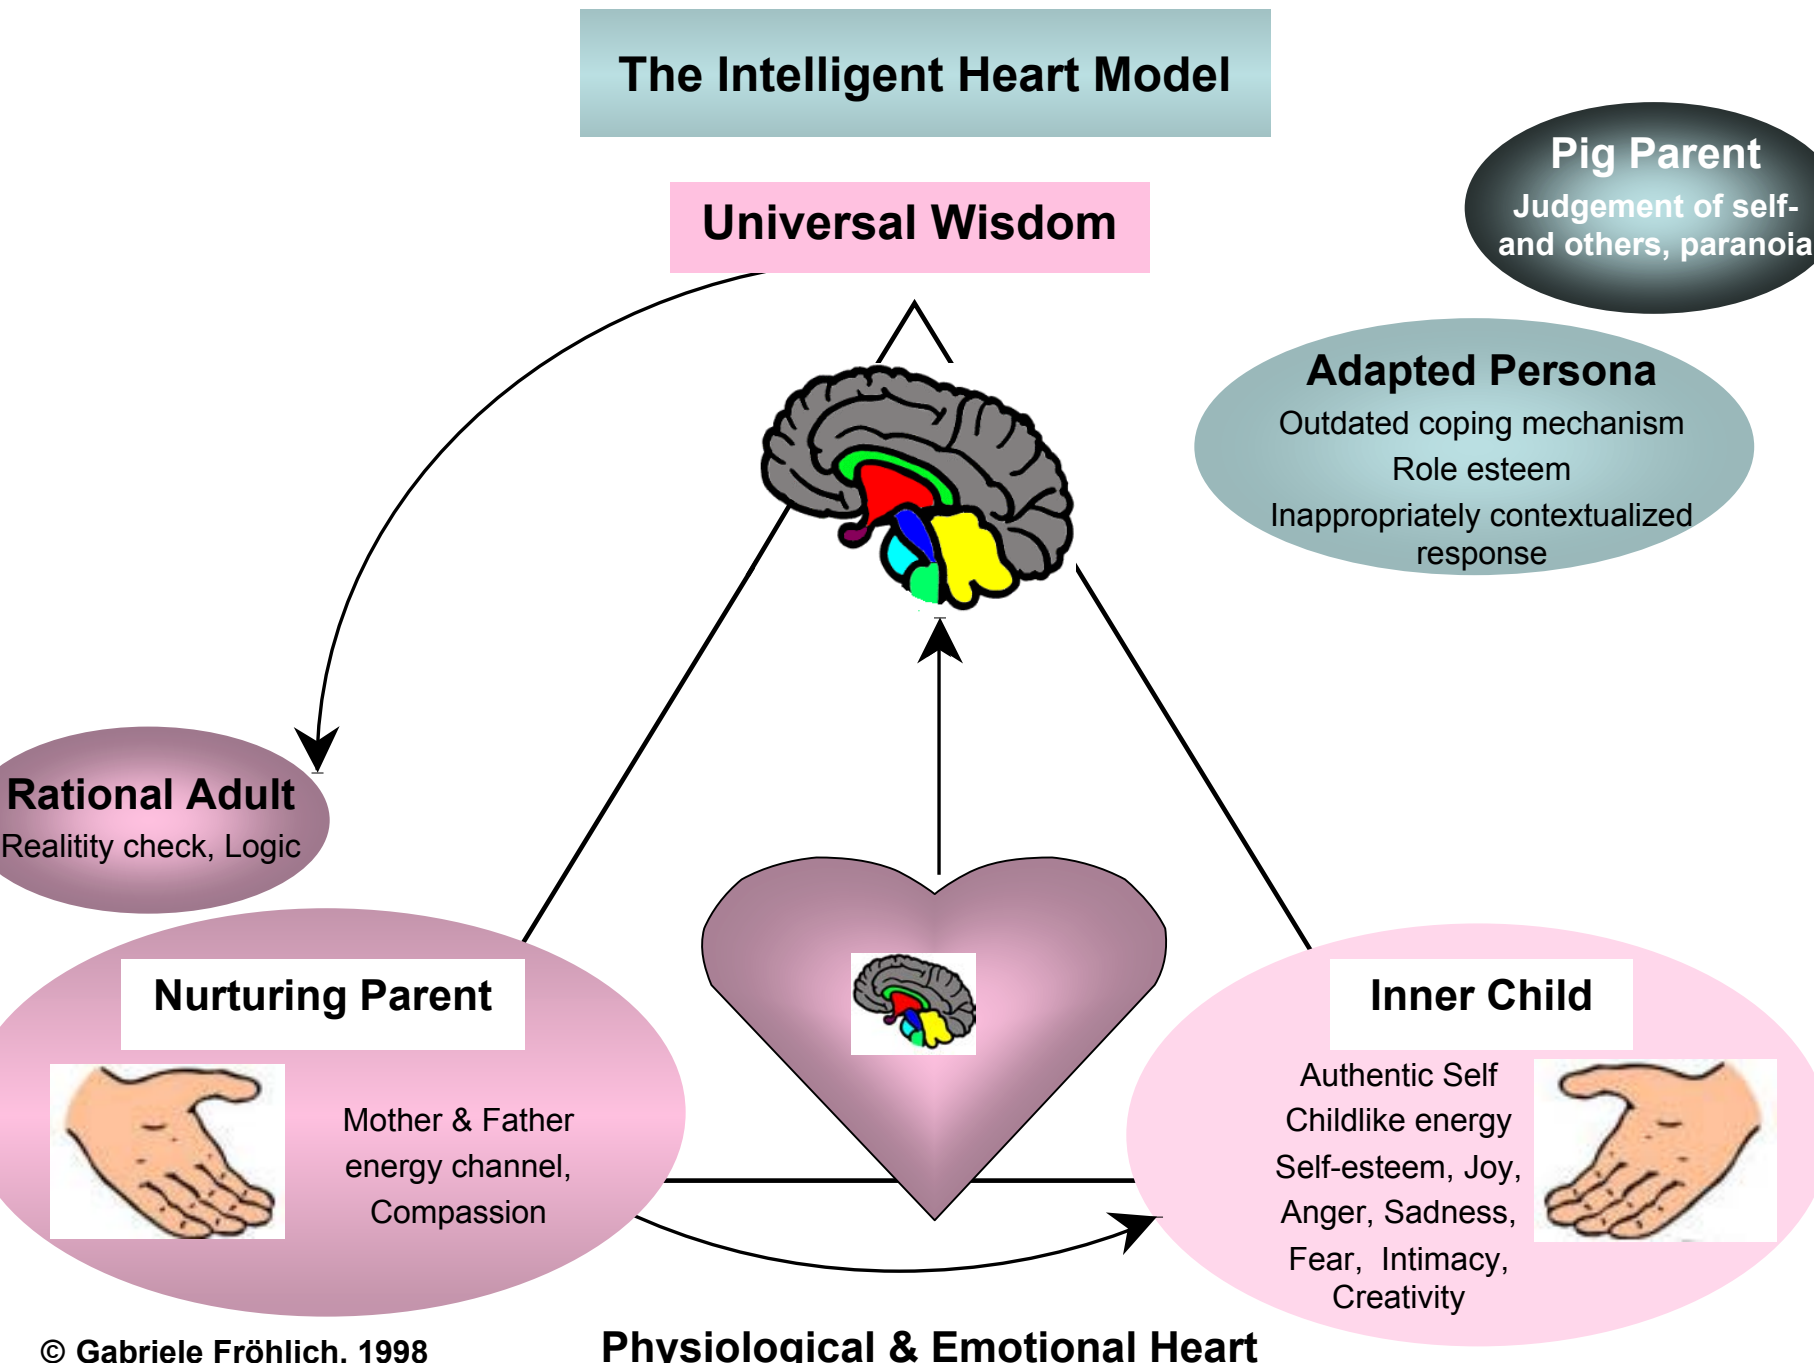 The Intelligent Heart Model
Universal Wisdom
Pig Parent
Judgement of self-
and others, paranoia
Adapted Persona
Outdated coping mechanism
Role esteem
Inappropriately contextualized
response
Rational Adult
Realitity check, Logic
Nurturing Parent
Mother & Father
energy channel,
Compassion
Inner Child
Authentic Self
Childlike energy
Self-esteem, Joy,
Anger, Sadness,
Fear, Intimacy,
Creativity
© Gabriele Fröhlich, 1998
Physiological & Emotional Heart